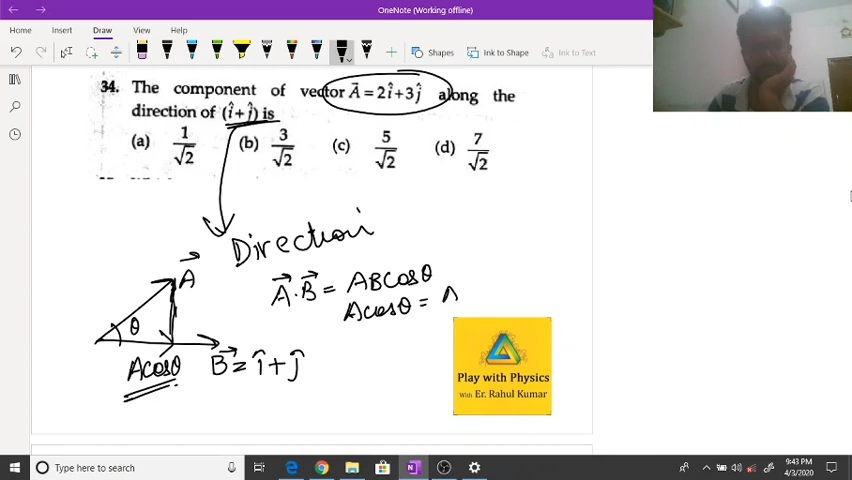 OneNote (Working offline)
Home Insert Draw View Help
Shapes Ink to Shape Ink to Text
34. The component of vector A⃗ = 2î+3ĵ along the
direction of (î+ĵ) is
(a) 1/√2 (b) 3/√2 (c) 5/√2 (d) 7/√2
Direction
A⃗
A⃗.B⃗ = ABCosθ
Acosθ = A
θ
Acosθ B⃗ = î+ĵ
Play with Physics
With Er. Rahul Kumar
Type here to search
9:43 PM
4/3/2020